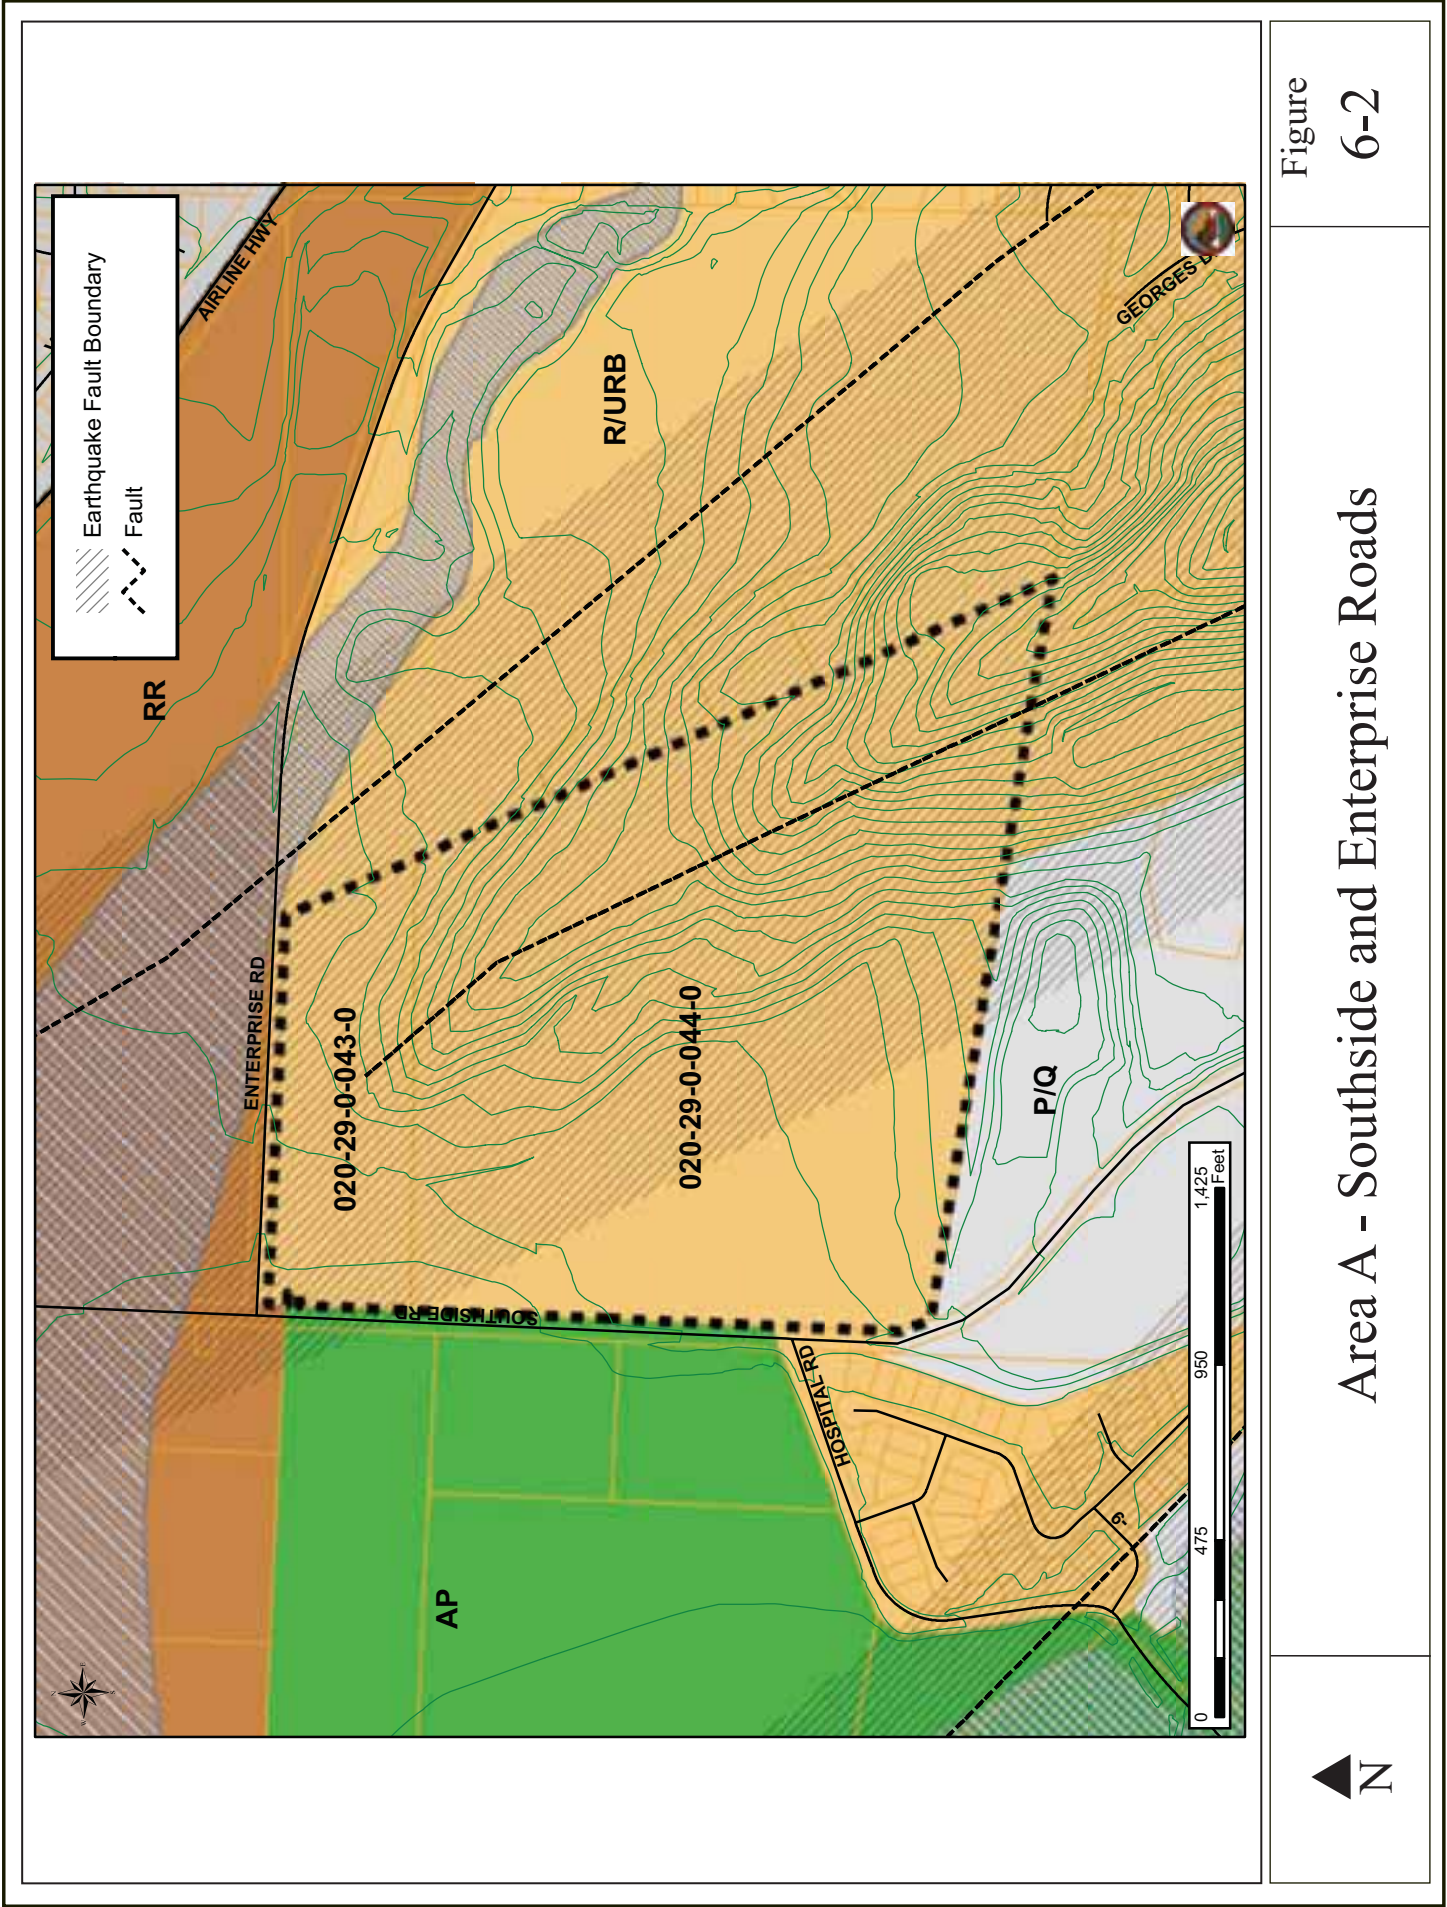 Earthquake Fault Boundary
Fault
AIRLINE HWY
RR
R/URB
ENTERPRISE RD
020-29-0-043-0
020-29-0-044-0
SOUTHSIDE RD
AP
HOSPITAL RD
P/Q
GEORGES
0 475 950 1,425
Feet
N
Area A - Southside and Enterprise Roads
Figure
6-2